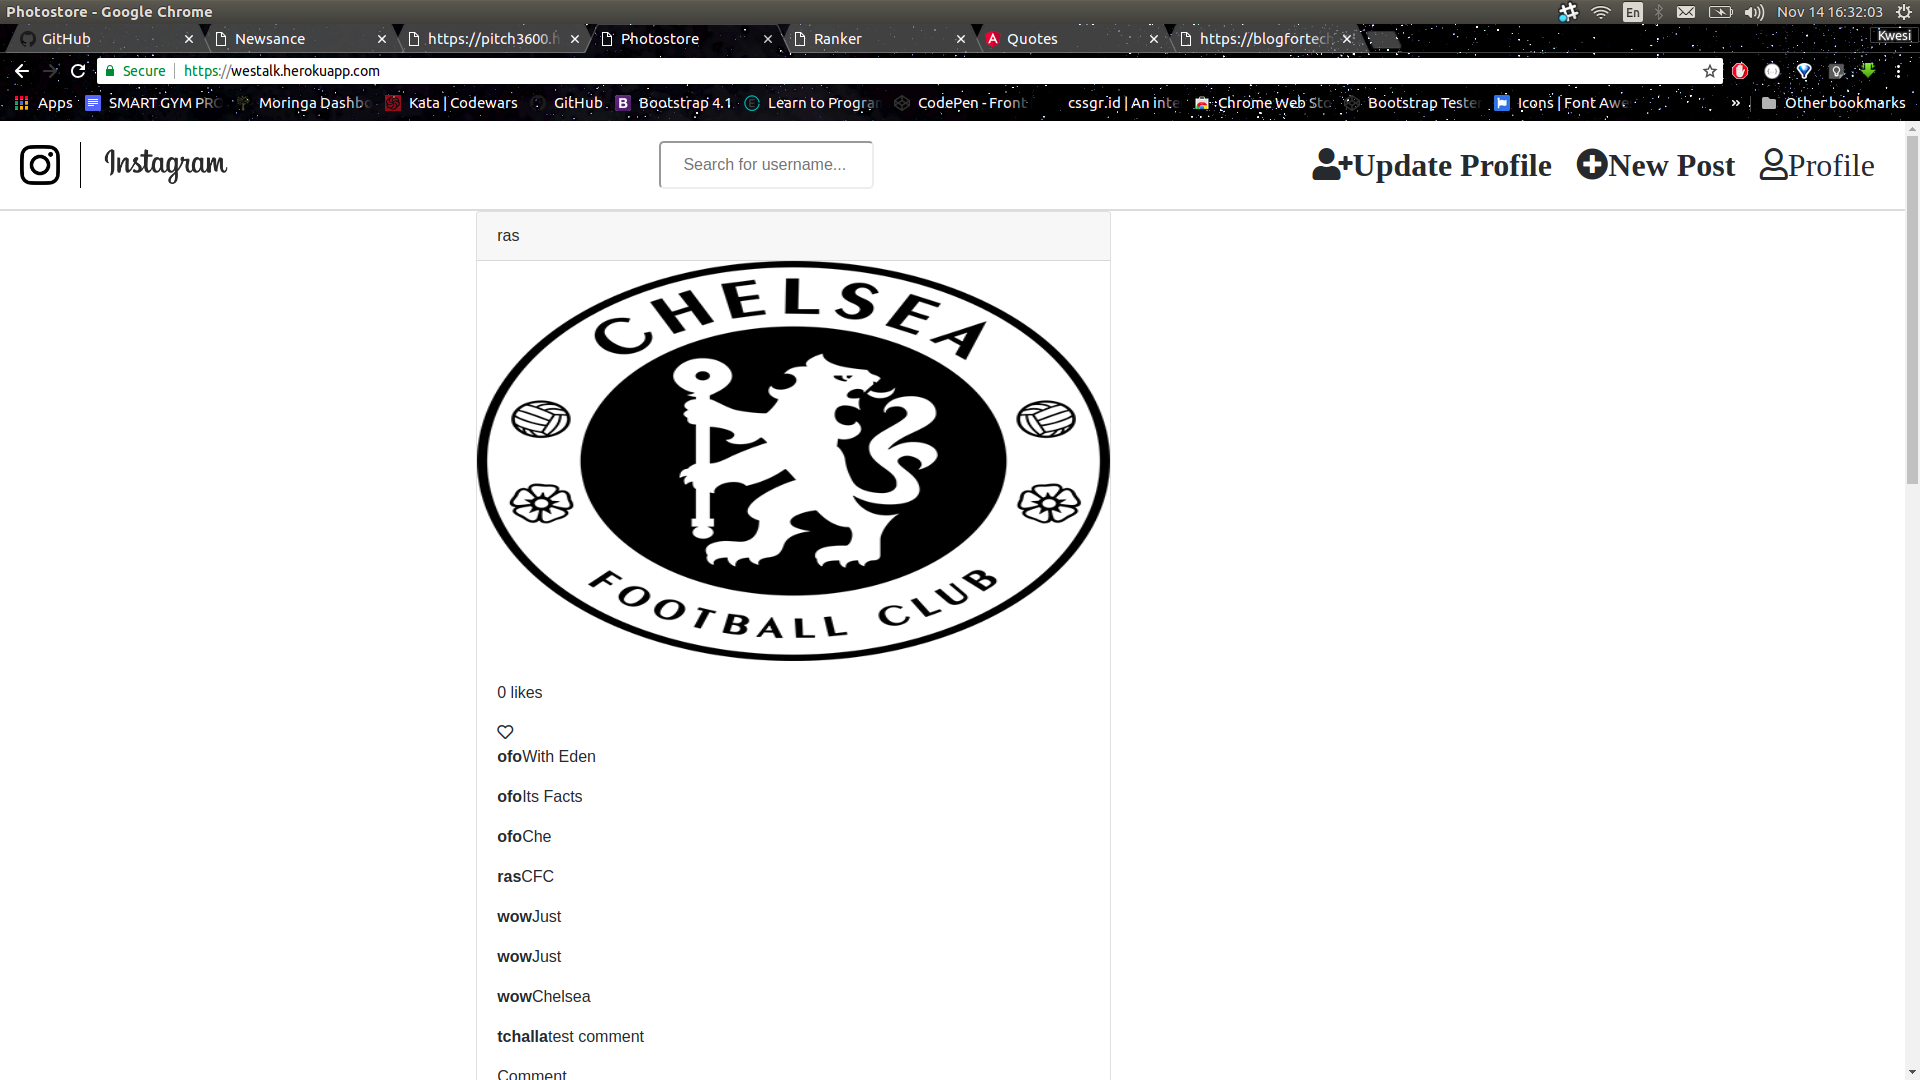 Photostore - Google Chrome
En
Nov 14 16:32:03
GitHub
Newsance
https://pitch3600.h
Photostore
Ranker
Quotes
https://blogfortech
Kwesi
Secure
https://westalk.herokuapp.com
Apps
SMART GYM PRO
Moringa Dashbo
Kata | Codewars
GitHub
Bootstrap 4.1
Learn to Program
CodePen - Front
cssgr.id | An inte
Chrome Web Sto
Bootstrap Tester
Icons | Font Awe
»
Other bookmarks
Instagram
Search for username...
Update Profile
New Post
Profile
ras
CHELSEA
FOOTBALL CLUB
0 likes
ofoWith Eden
ofoIts Facts
ofoChe
rasCFC
wowJust
wowJust
wowChelsea
tchallatest comment
Comment